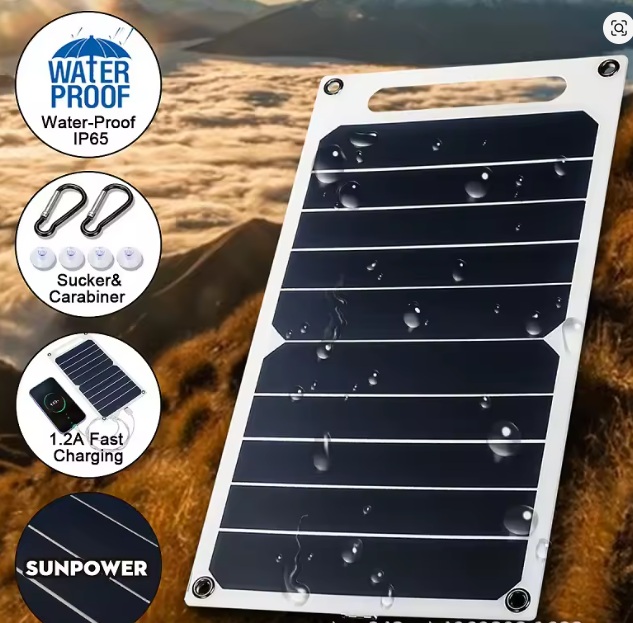 WATER
PROOF
Water-Proof
IP65
Sucker&
Carabiner
1.2A Fast
Charging
SUNPOWER